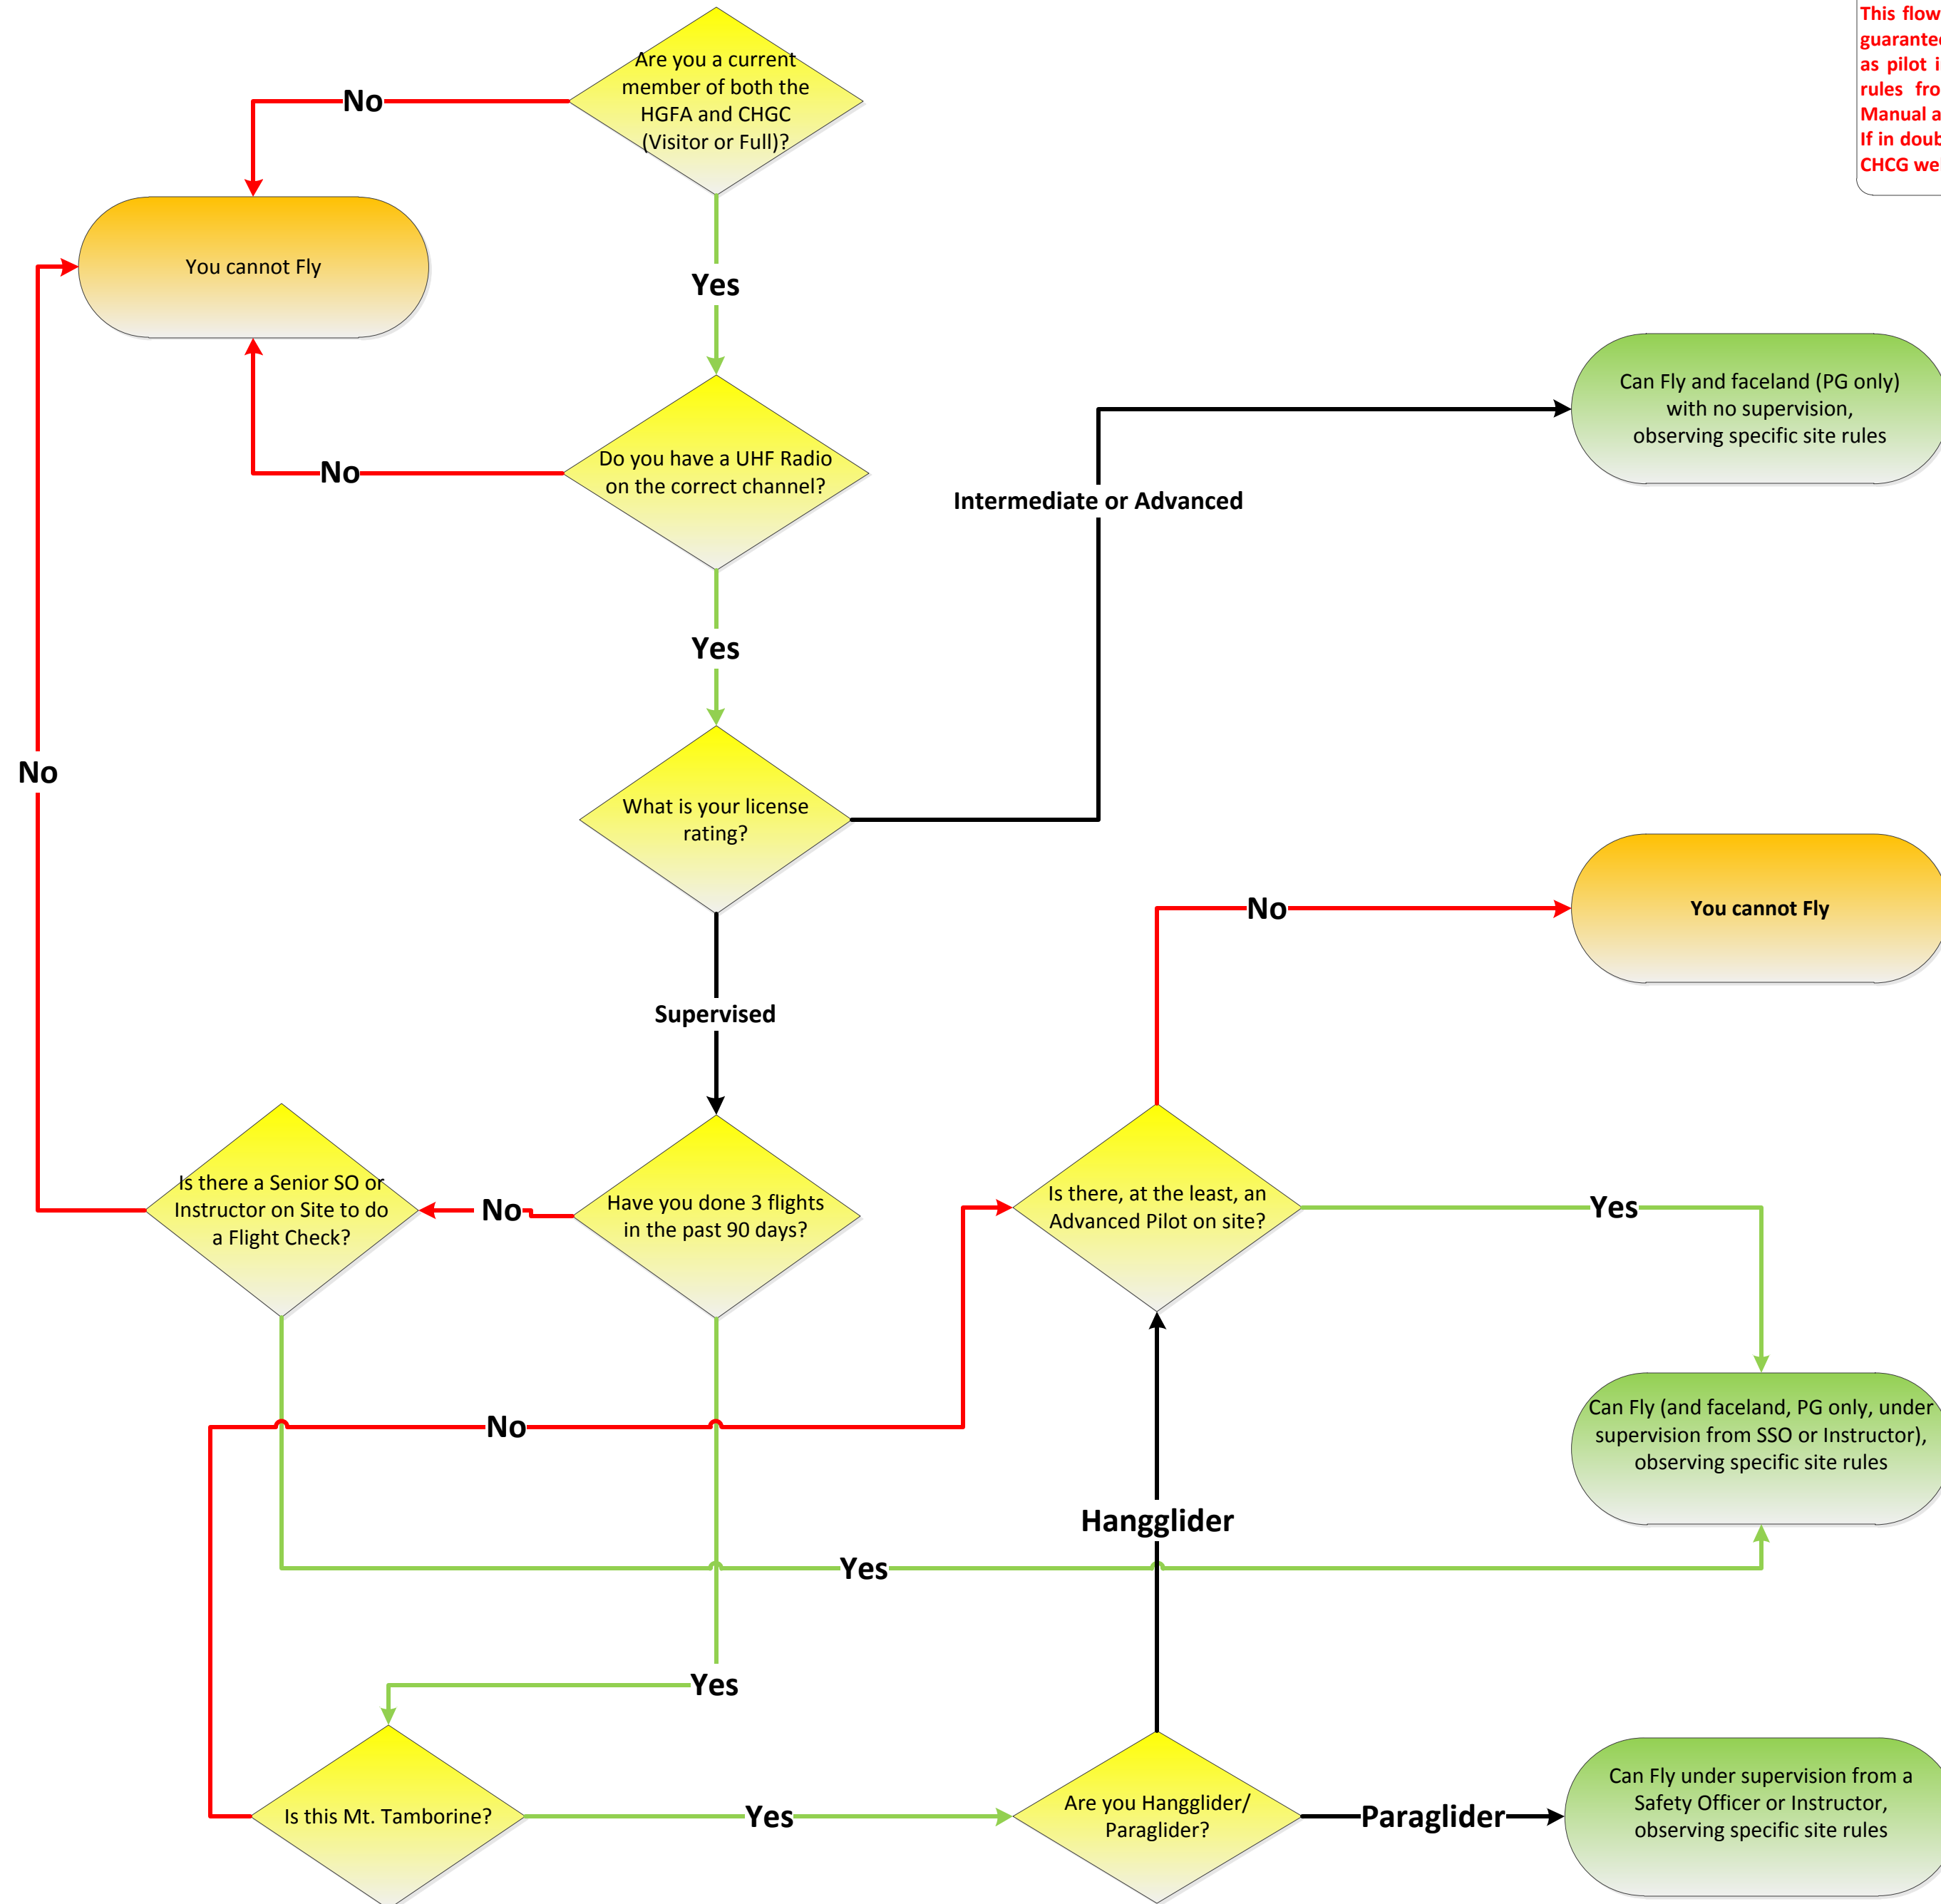 This flow
guarantee
as pilot i
rules fro
Manual a
If in doub
CHCG we
Are you a current
member of both the
HGFA and CHGC
(Visitor or Full)?
No
You cannot Fly
Yes
Can Fly and faceland (PG only)
with no supervision,
observing specific site rules
Do you have a UHF Radio
on the correct channel?
No
Intermediate or Advanced
Yes
No
What is your license
rating?
No
You cannot Fly
Supervised
Is there a Senior SO or
Instructor on Site to do
a Flight Check?
No
Have you done 3 flights
in the past 90 days?
Is there, at the least, an
Advanced Pilot on site?
Yes
No
Can Fly (and faceland, PG only, under
supervision from SSO or Instructor),
observing specific site rules
Hangglider
Yes
Yes
Is this Mt. Tamborine?
Yes
Are you Hangglider/
Paraglider?
Paraglider
Can Fly under supervision from a
Safety Officer or Instructor,
observing specific site rules